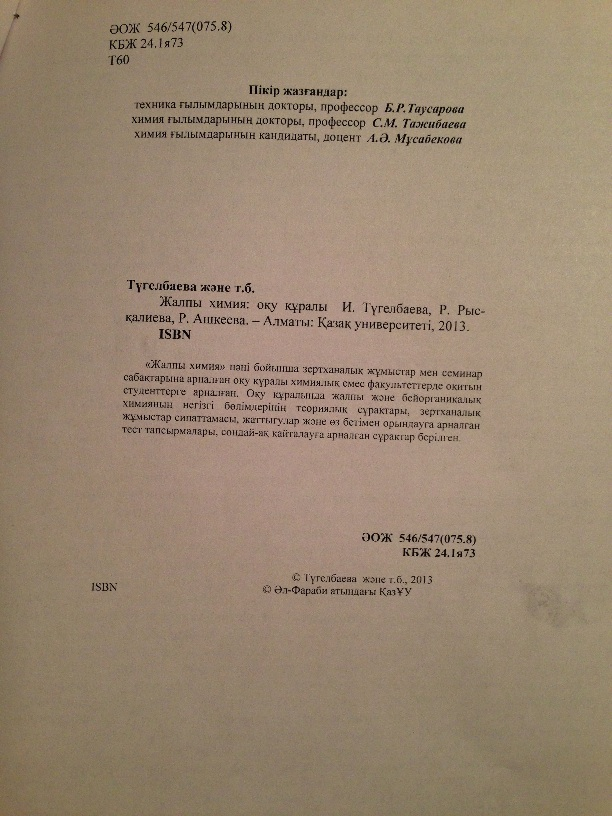 ӘОЖ 546/547(075.8)
КБЖ 24.1я73
Т60
Пікір жазғандар:
техника ғылымдарының докторы, профессор Б.Р.Таусарова
химия ғылымдарының докторы, профессор С.М. Тажибаева
химия ғылымдарының кандидаты, доцент А.Ә. Мұсабекова
Түгелбаева және т.б.
Жалпы химия: оқу құралы И. Түгелбаева, Р. Рыс-
қалиева, Р. Ашкеева. – Алматы: Қазақ университеті, 2013.
ISBN
«Жалпы химия» пәні бойынша зертханалық жұмыстар мен семинар
сабақтарына арналған оқу құралы химиялық емес факультеттерде оқитын
студенттерге арналған. Оқу құралында жалпы және бейорганикалық
химияның негізгі бөлімдерінің теориялық сұрақтары, зертханалық
жұмыстар сипаттамасы, жаттығулар және өз бетімен орындауға арналған
тест тапсырмалары, сондай-ақ қайталауға арналған сұрақтар берілген.
ӘОЖ 546/547(075.8)
КБЖ 24.1я73
© Түгелбаева және т.б., 2013
ISBN © Әл-Фараби атындағы ҚазҰУ